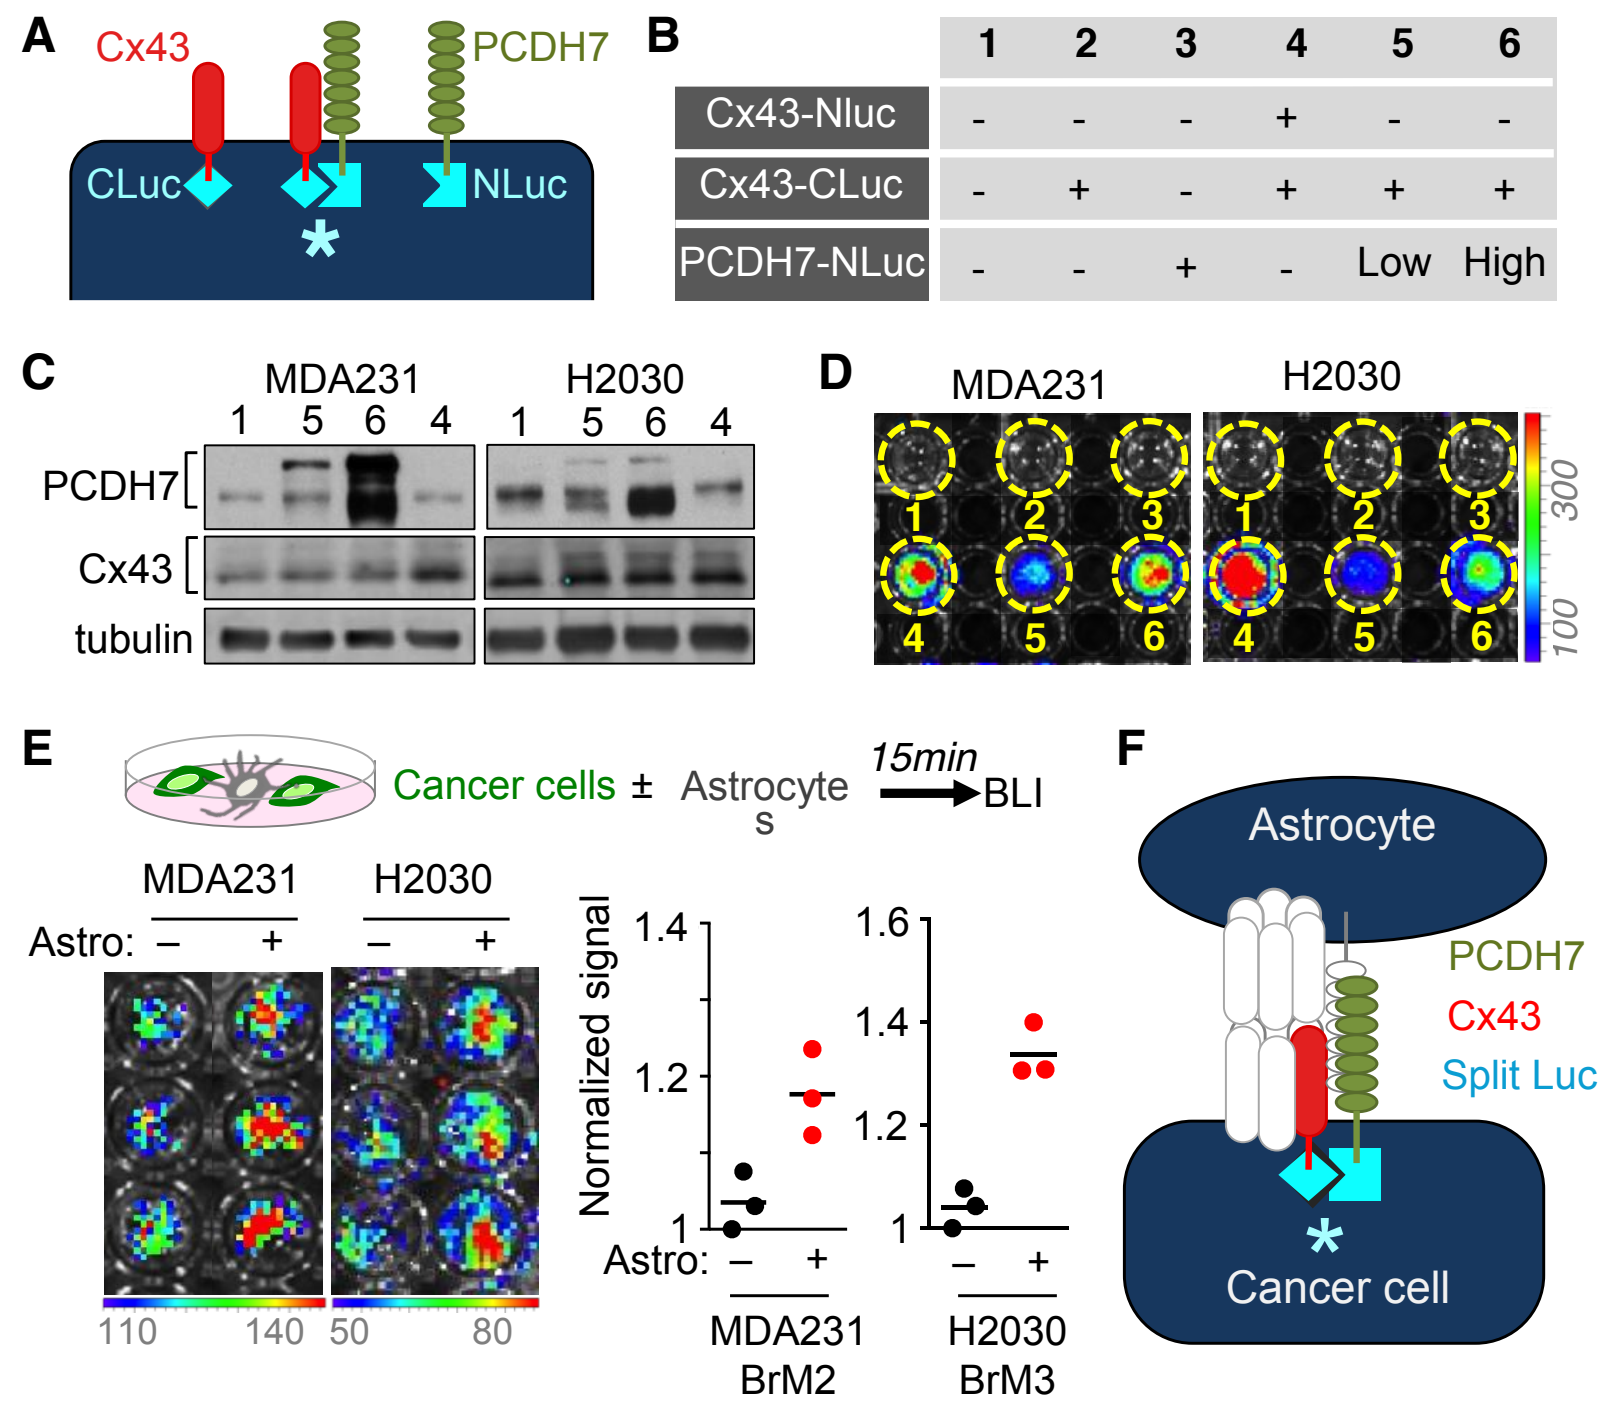 A
Cx43
PCDH7
CLuc
NLuc
*
B
1 2 3 4 5 6
Cx43-Nluc - - - + - -
Cx43-CLuc - + - + + +
PCDH7-NLuc - - + - Low High
C
MDA231 H2030
1 5 6 4 1 5 6 4
PCDH7
Cx43
tubulin
D
MDA231 H2030
1 2 3 1 2 3
4 5 6 4 5 6
300
100
E
Cancer cells ± Astrocyte
s
15min
BLI
MDA231 H2030
Astro: – + – +
110 140 50 80
Normalized signal
1.4
1.2
1
1.6
1.4
1.2
1
Astro: – + – +
MDA231 H2030
BrM2 BrM3
F
Astrocyte
PCDH7
Cx43
Split Luc
*
Cancer cell